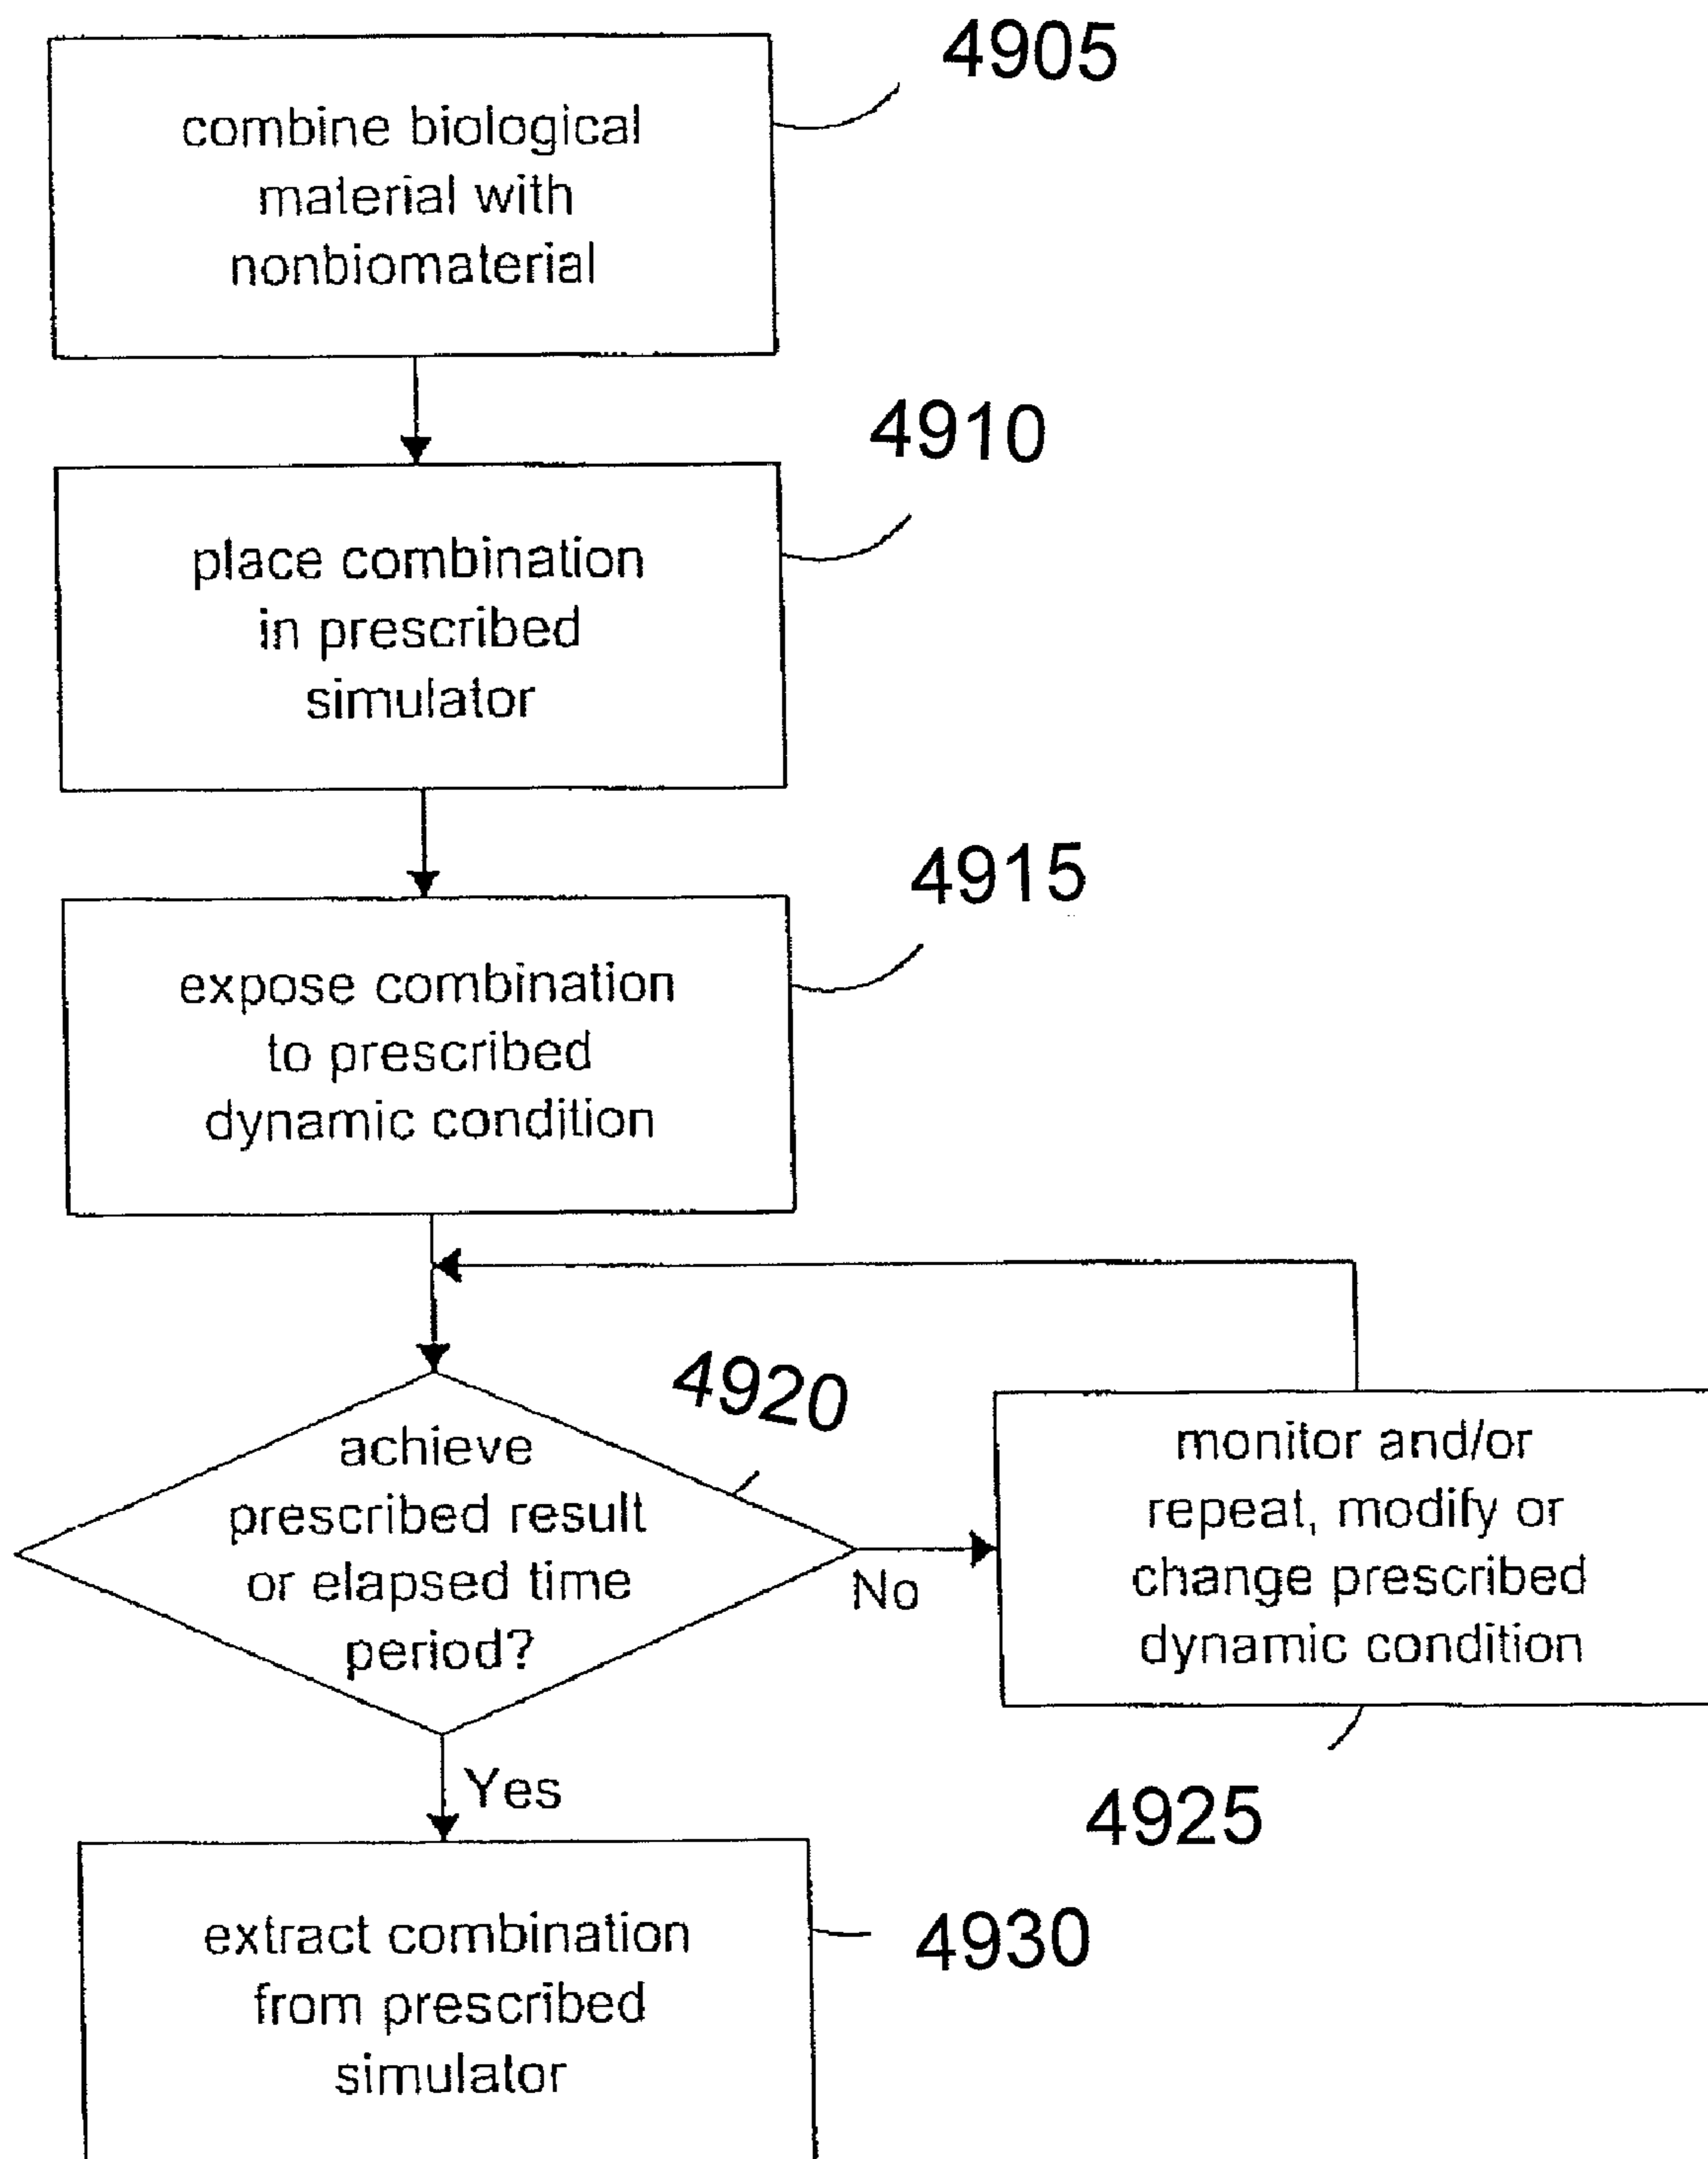 4905
combine biological
material with
nonbiomaterial
4910
place combination
in prescribed
simulator
4915
expose combination
to prescribed
dynamic condition
4920
achieve
prescribed result
or elapsed time
period?
No
monitor and/or
repeat, modify or
change prescribed
dynamic condition
4925
Yes
extract combination
from prescribed
simulator
4930